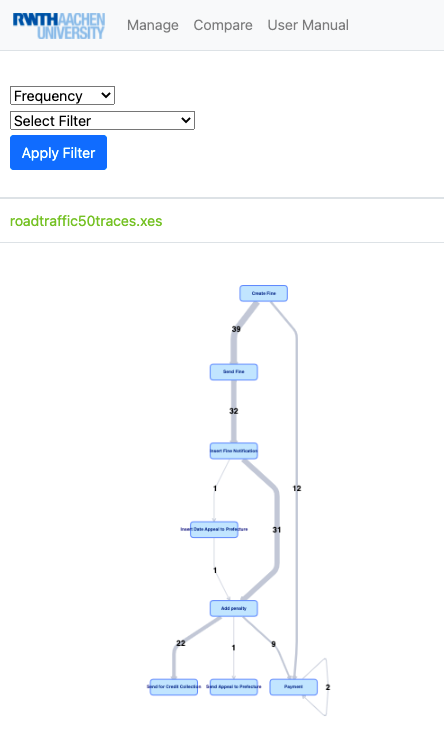 RWTHAACHEN
UNIVERSITY
Manage Compare User Manual
Frequency
Select Filter
Apply Filter
roadtraffic50traces.xes
Create Fine
39
Send Fine
32
Insert Fine Notification
1
12
Insert Date Appeal to Prefecture
31
1
Add penalty
22
1
9
Send for Credit Collection
Send Appeal to Prefecture
Payment
2